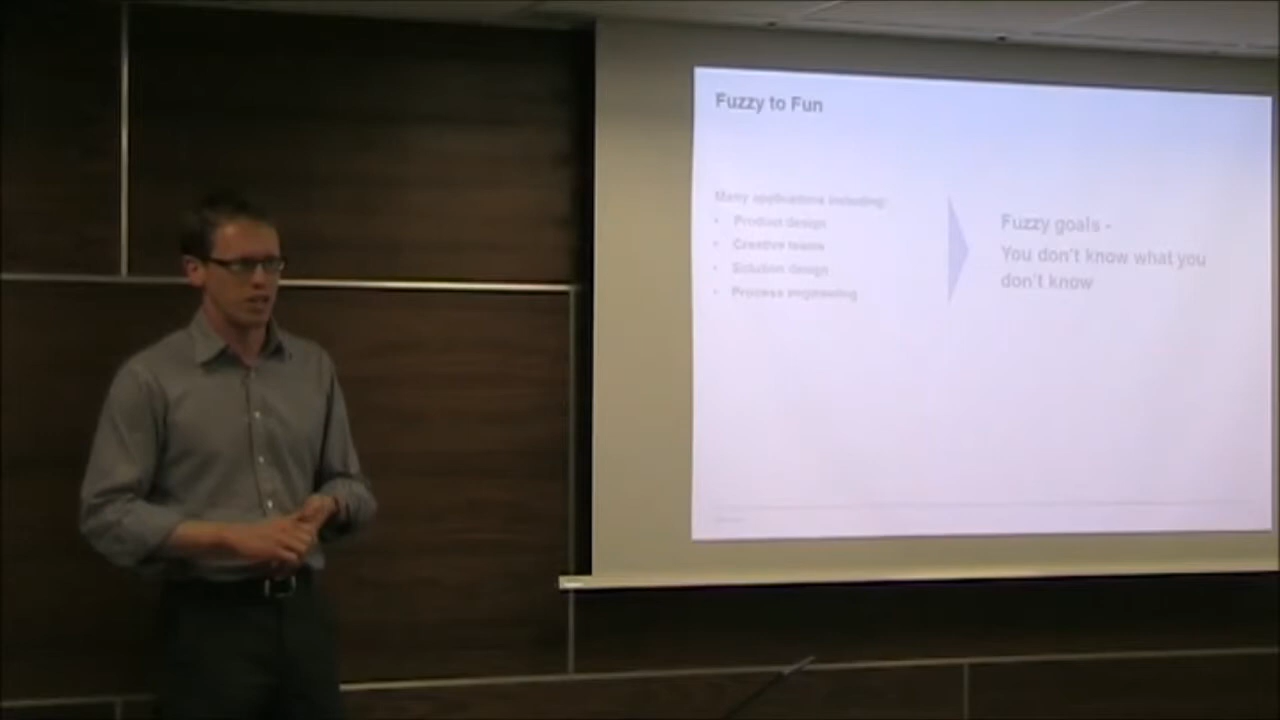 Fuzzy to Fun
Many applications including:
• Product design
• Creative teams
• Solution design
• Process engineering
Fuzzy goals -
You don't know what you
don't know